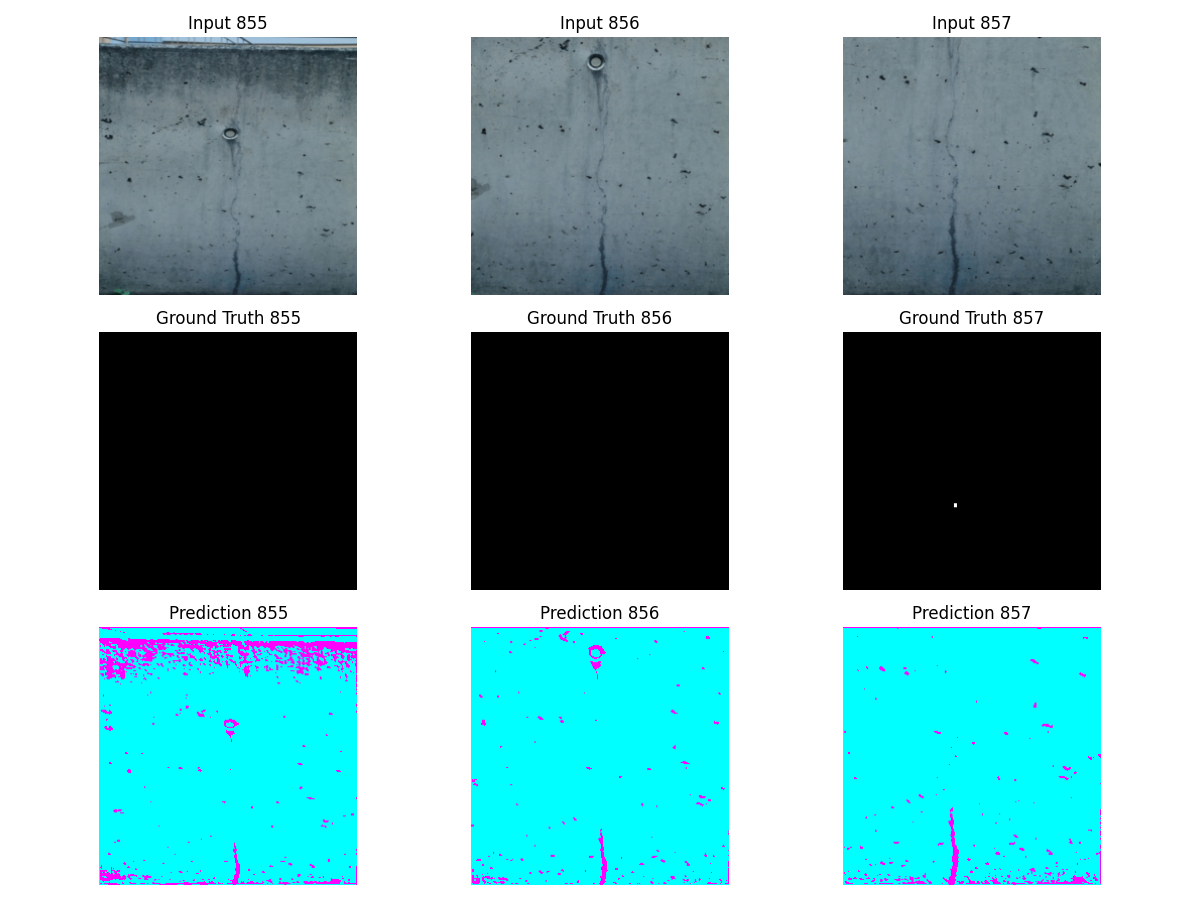 Input 855
Input 856
Input 857
Ground Truth 855
Ground Truth 856
Ground Truth 857
Prediction 855
Prediction 856
Prediction 857